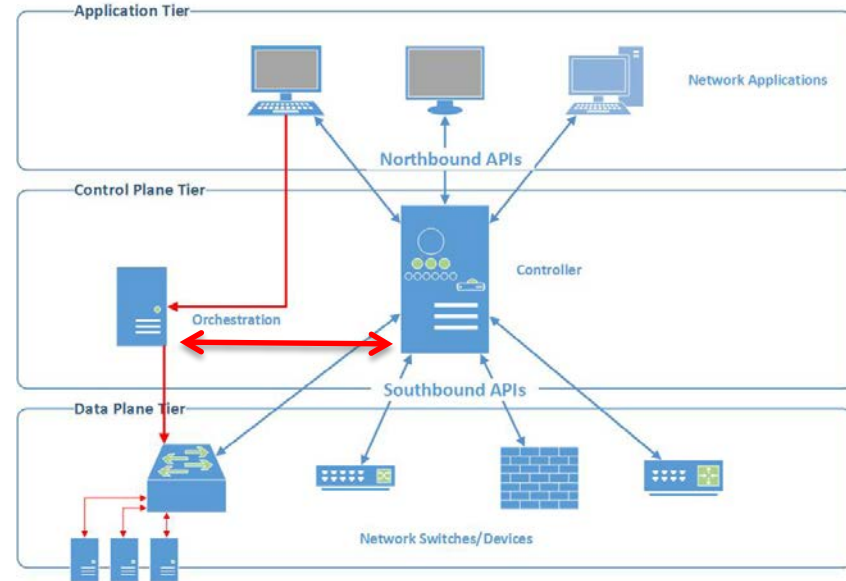 Application Tier
Network Applications
Northbound APIs
Control Plane Tier
Controller
Orchestration
Southbound APIs
Data Plane Tier
Network Switches/Devices